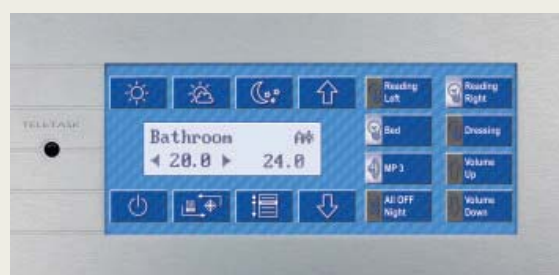 TELETASK
Bathroom A
20.0 24.0
Reading
Left
Reading
Right
Bed
Dressing
MP3
Volume
Up
All OFF
Night
Volume
Down